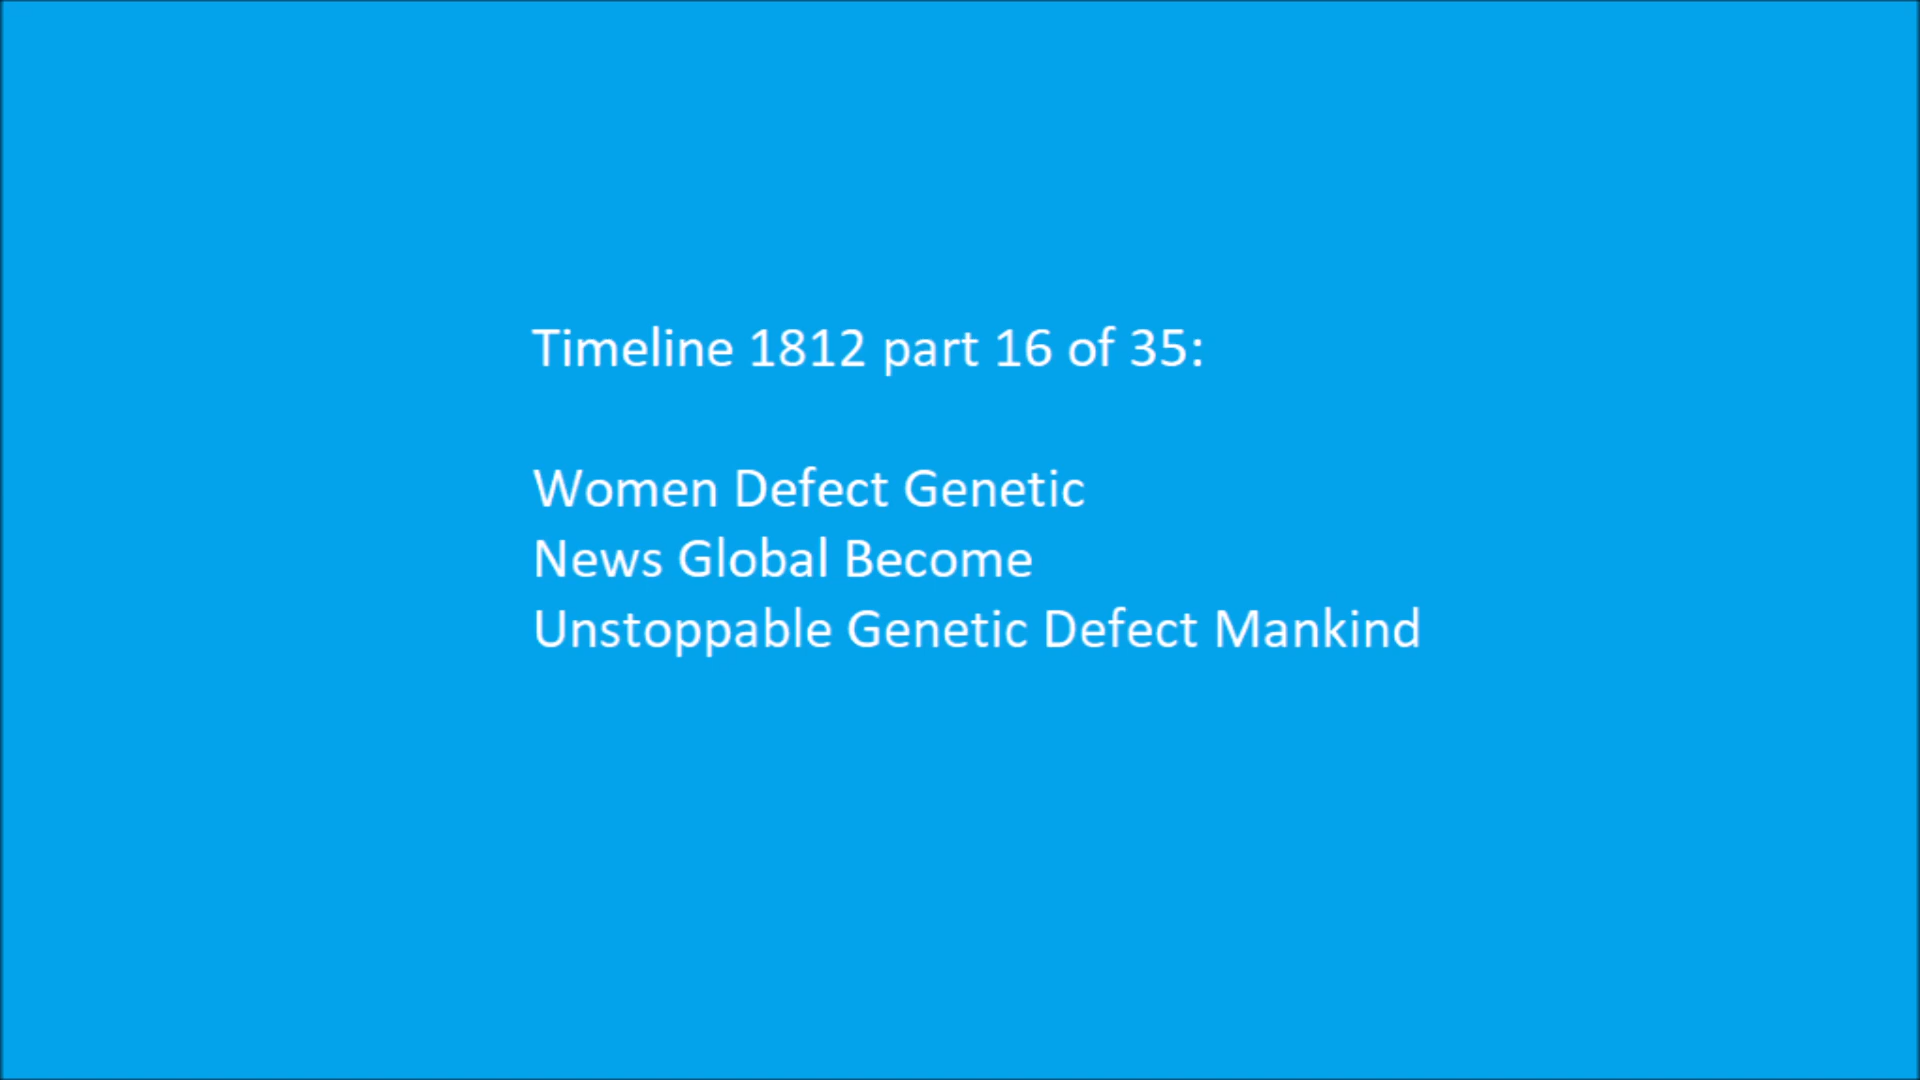 Timeline 1812 part 16 of 35:
Women Defect Genetic
News Global Become
Unstoppable Genetic Defect Mankind